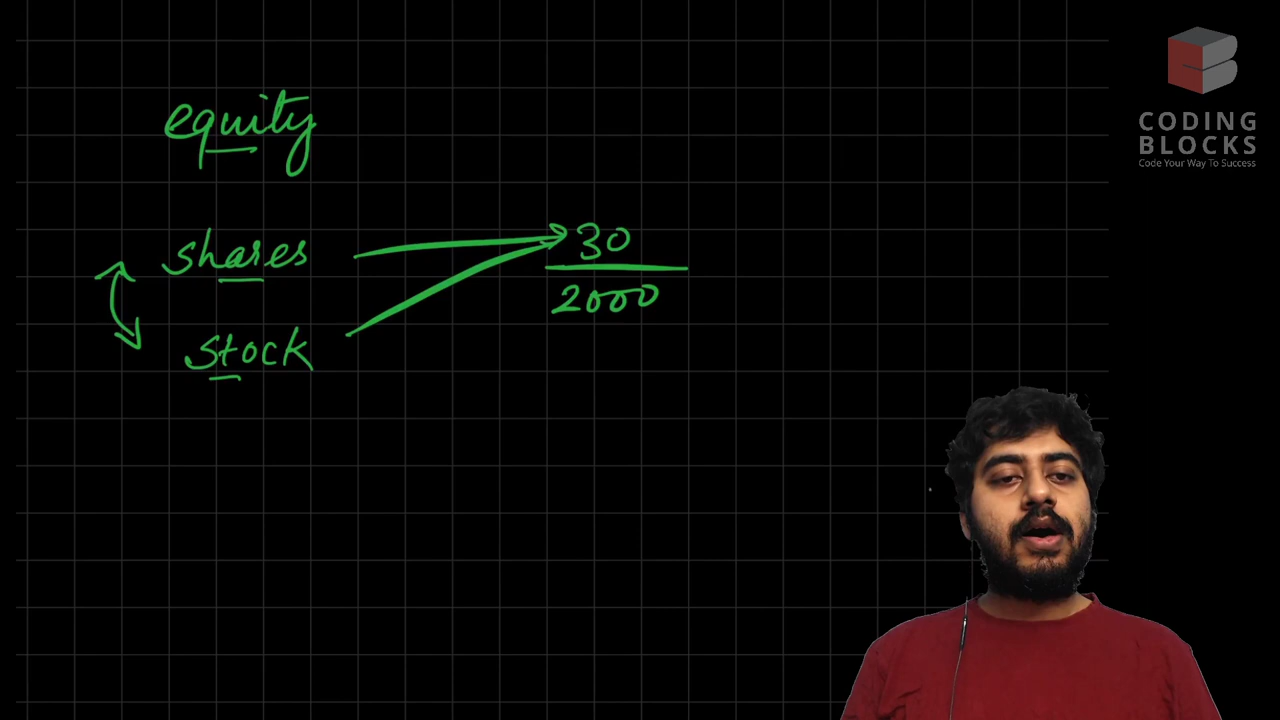 equity
shares
stock
30
2000
CODING
BLOCKS
Code Your Way To Success